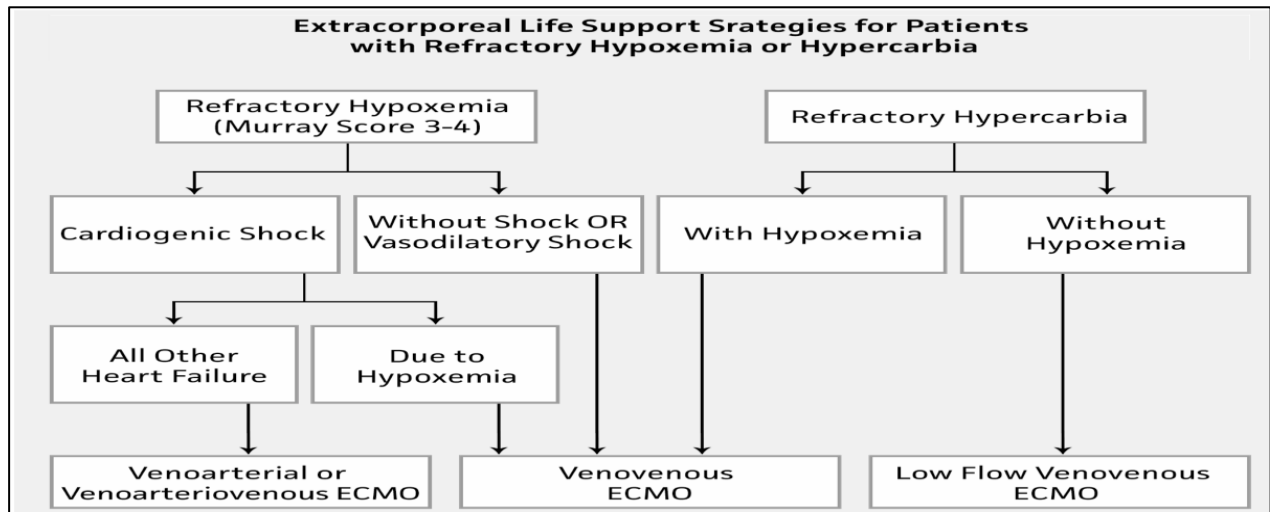 Extracorporeal Life Support Srategies for Patients
with Refractory Hypoxemia or Hypercarbia
Refractory Hypoxemia
(Murray Score 3-4)
Refractory Hypercarbia
Cardiogenic Shock
Without Shock OR
Vasodilatory Shock
With Hypoxemia
Without
Hypoxemia
All Other
Heart Failure
Due to
Hypoxemia
Venoarterial or
Venoarteriovenous ECMO
Venovenous
ECMO
Low Flow Venovenous
ECMO